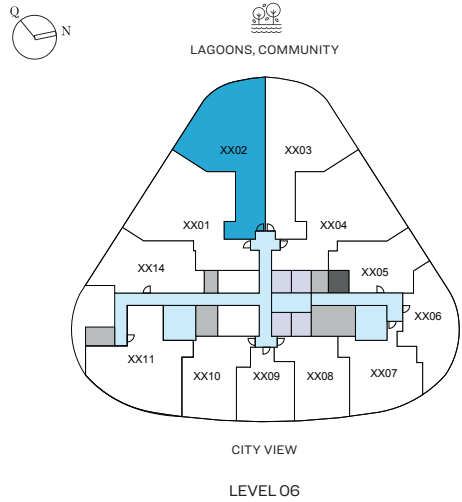 Q
N
LAGOONS, COMMUNITY
XX02
XX03
XX01
XX04
XX14
XX05
XX06
XX11
XX10
XX09
XX08
XX07
CITY VIEW
LEVEL 06